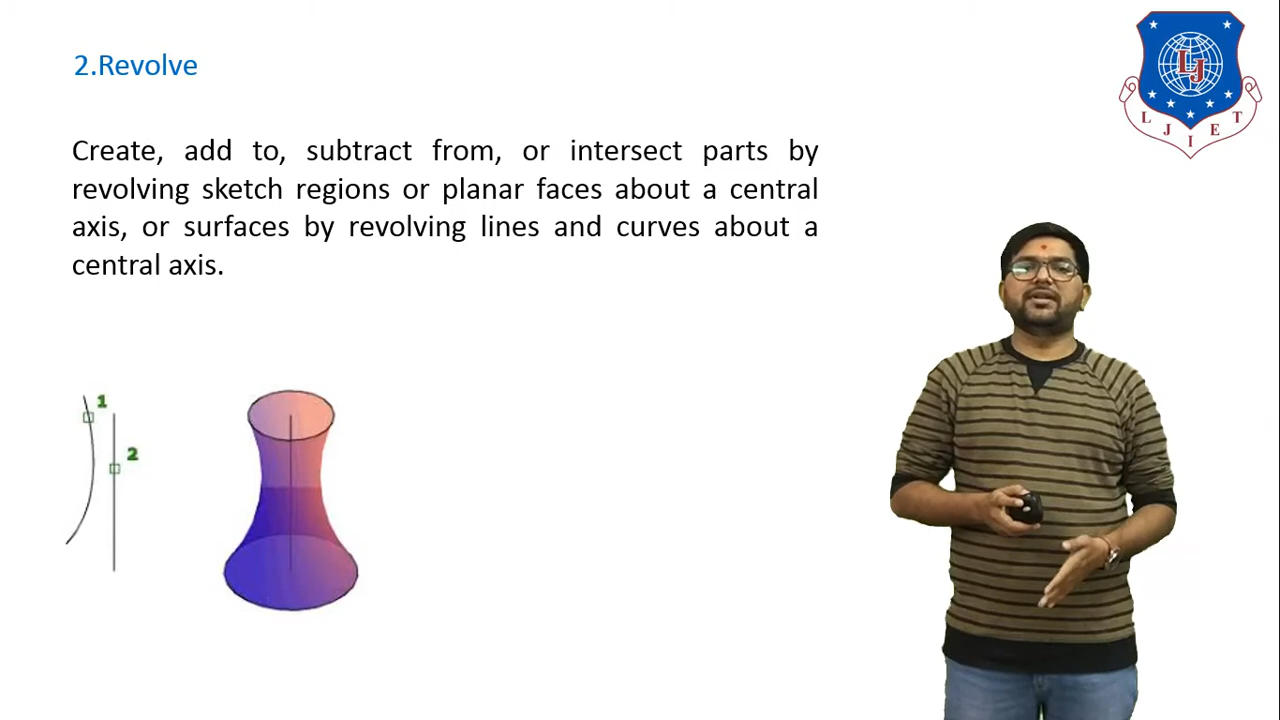 2.Revolve
Create, add to, subtract from, or intersect parts by
revolving sketch regions or planar faces about a central
axis, or surfaces by revolving lines and curves about a
central axis.
1
2
LJ
L J I E T